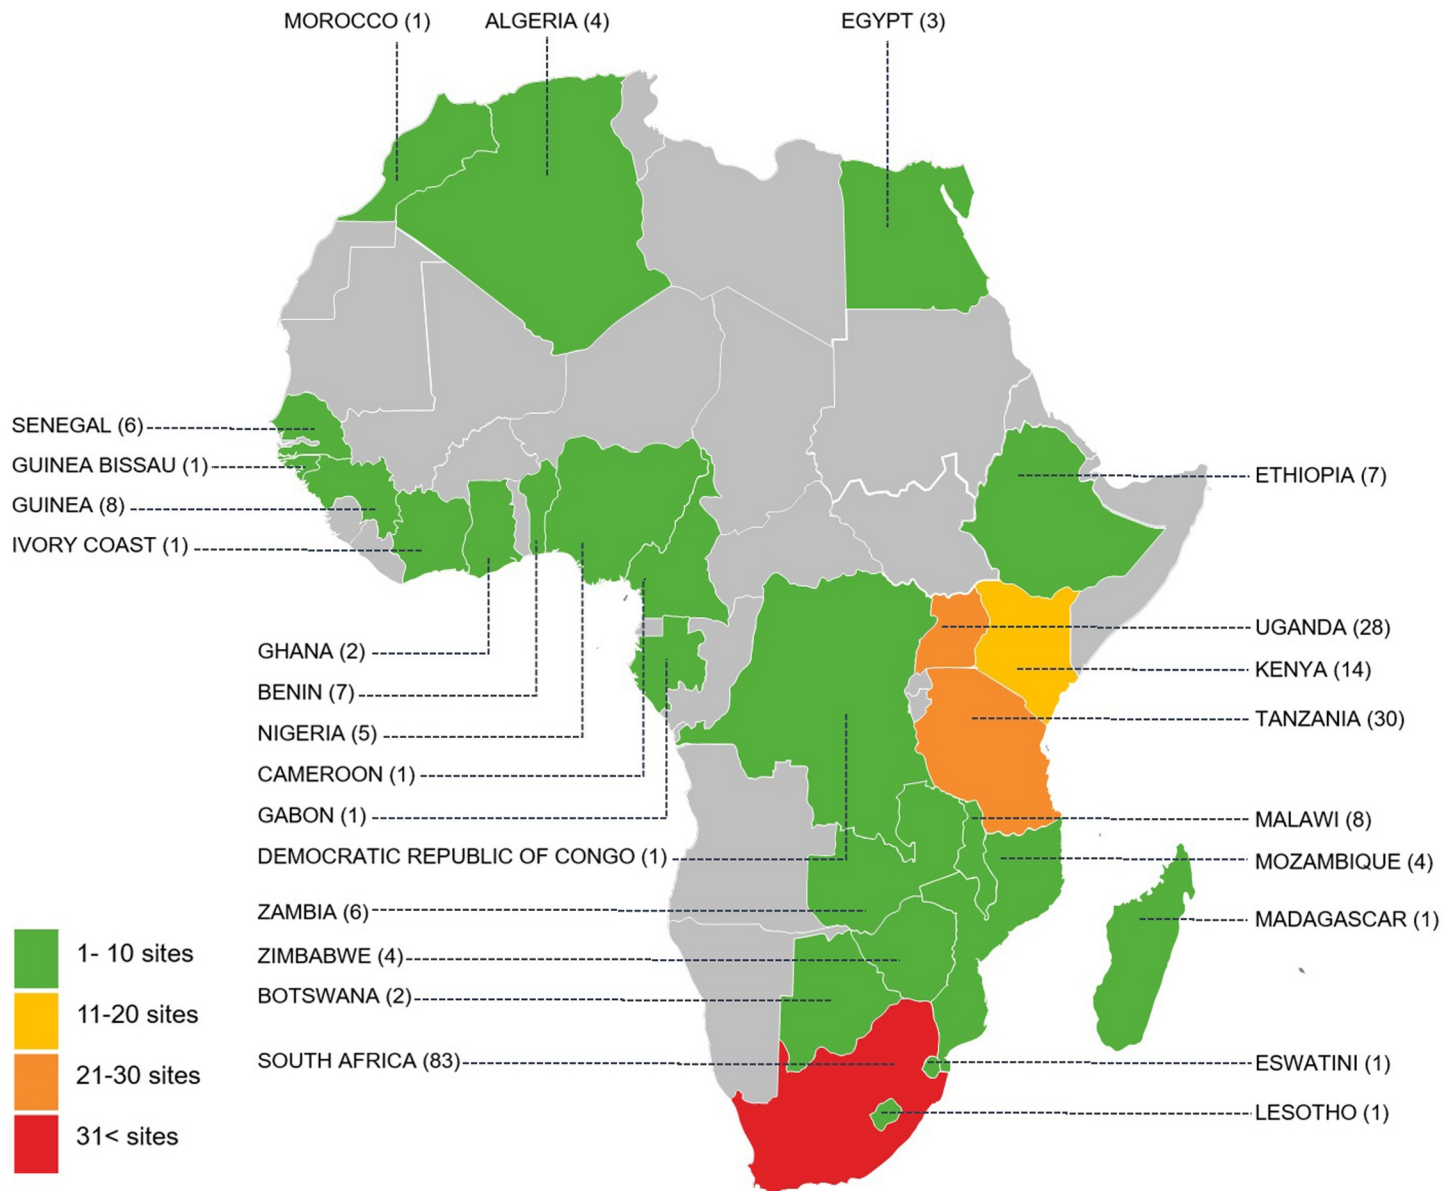 MOROCCO (1)
ALGERIA (4)
EGYPT (3)
SENEGAL (6)
GUINEA BISSAU (1)
GUINEA (8)
IVORY COAST (1)
ETHIOPIA (7)
GHANA (2)
BENIN (7)
NIGERIA (5)
CAMEROON (1)
GABON (1)
DEMOCRATIC REPUBLIC OF CONGO (1)
ZAMBIA (6)
ZIMBABWE (4)
BOTSWANA (2)
SOUTH AFRICA (83)
UGANDA (28)
KENYA (14)
TANZANIA (30)
MALAWI (8)
MOZAMBIQUE (4)
MADAGASCAR (1)
ESWATINI (1)
LESOTHO (1)
1- 10 sites
11-20 sites
21-30 sites
31< sites